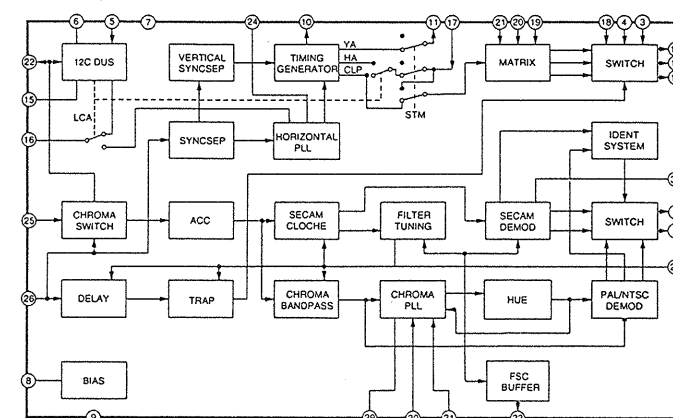 6 5 7 24 10 11 17 21 20 19 18 4 3
22
12C DUS
VERTICAL
SYNCSEP
TIMING
GENERATOR
YA
HA
CLP
MATRIX
SWITCH
15
LCA
STM
16
SYNCSEP
HORIZONTAL
PLL
IDENT
SYSTEM
25
CHROMA
SWITCH
ACC
SECAM
CLOCHE
FILTER
TUNING
SECAM
DEMOD
SWITCH
26
DELAY
TRAP
CHROMA
BANDPASS
CHROMA
PLL
HUE
PAL/NTSC
DEMOD
8
BIAS
FSC
BUFFER